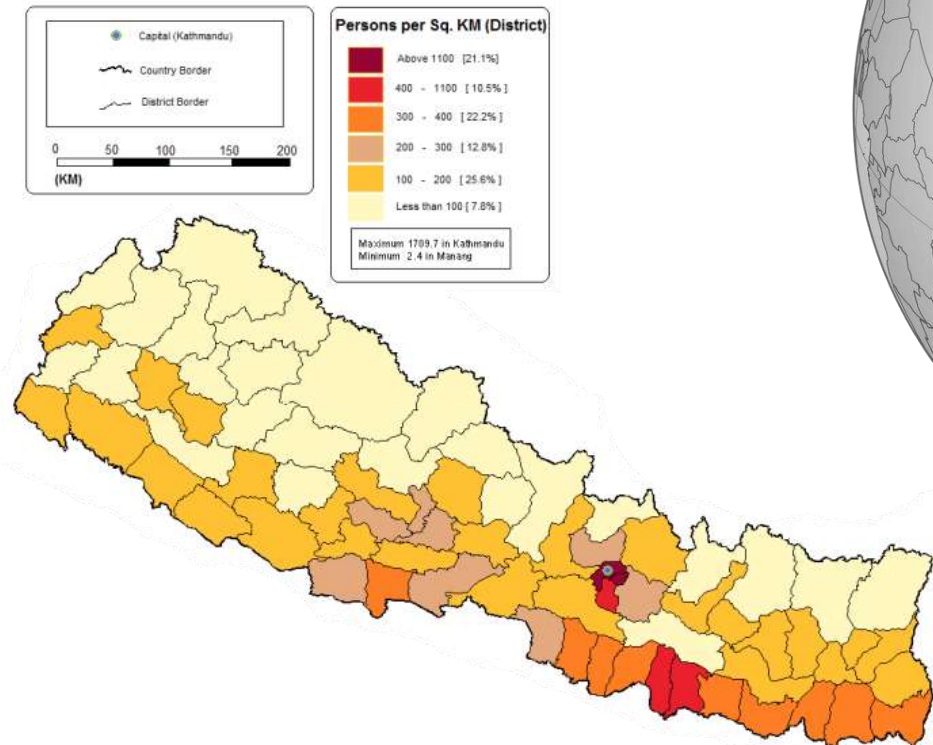 Capital (Kathmandu)
Country Border
District Border
0 50 100 150 200
(KM)
Persons per Sq. KM (District)
Above 1100 [21.1%]
400 - 1100 [10.5%]
300 - 400 [22.2%]
200 - 300 [12.8%]
100 - 200 [25.6%]
Less than 100 [7.8%]
Maximum 1709.7 in Kathmandu
Minimum 2.4 in Manang